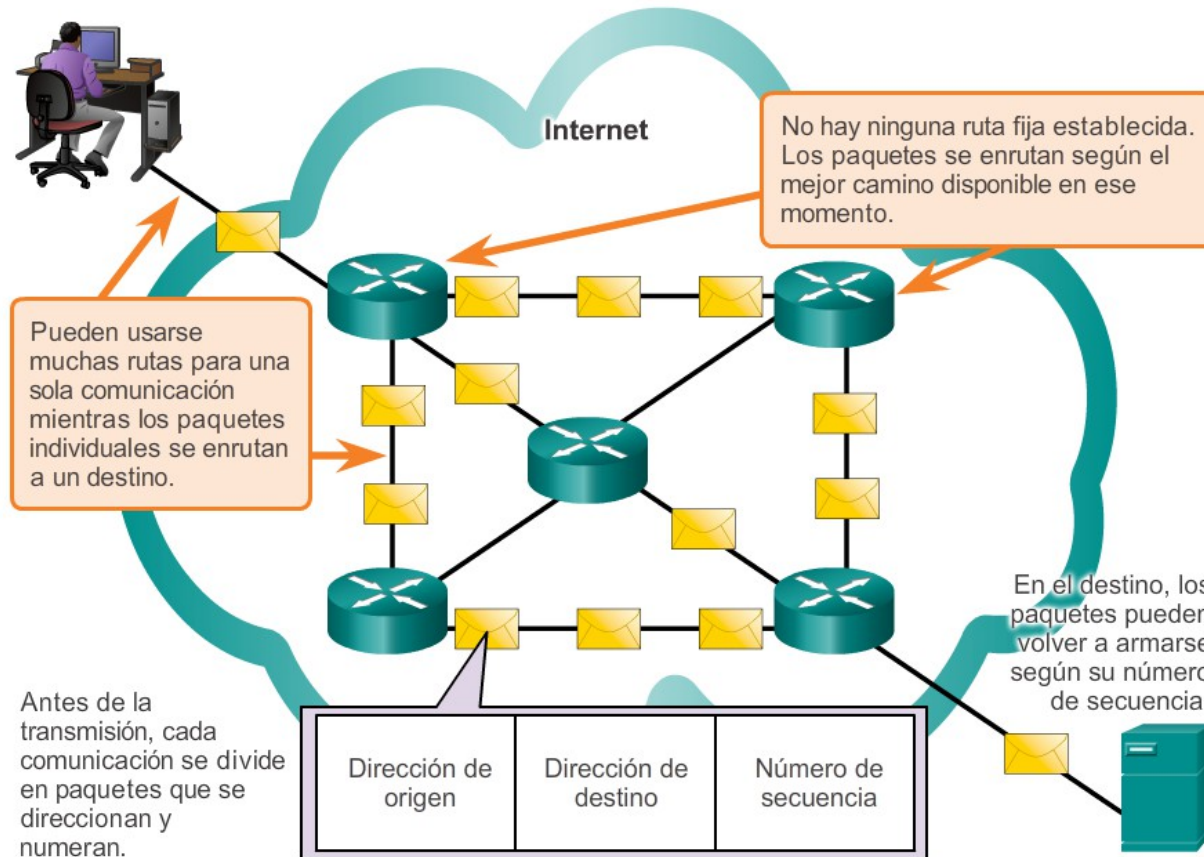 Internet
No hay ninguna ruta fija establecida.
Los paquetes se enrutan según el
mejor camino disponible en ese
momento.
Pueden usarse
muchas rutas para una
sola comunicación
mientras los paquetes
individuales se enrutan
a un destino.
En el destino, los
paquetes pueden
volver a armarse
según su número
de secuencia
Antes de la
transmisión, cada
comunicación se divide
en paquetes que se
direccionan y
numeran.
Dirección de
origen
Dirección de
destino
Número de
secuencia